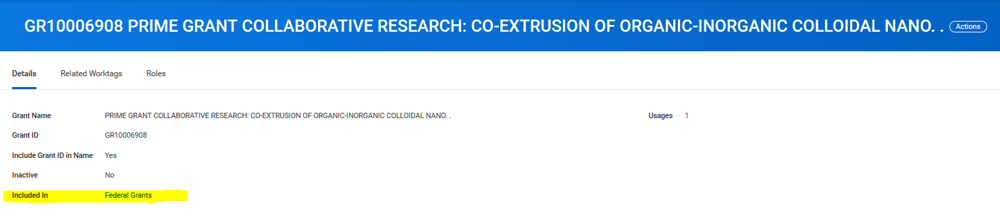 GR10006908 PRIME GRANT COLLABORATIVE RESEARCH: CO-EXTRUSION OF ORGANIC-INORGANIC COLLOIDAL NANO. . Actions
Details Related Worktags Roles
Grant Name PRIME GRANT COLLABORATIVE RESEARCH: CO-EXTRUSION OF ORGANIC-INORGANIC COLLOIDAL NANO. . Usages 1
Grant ID GR10006908
Include Grant ID in Name Yes
Inactive No
Included In Federal Grants